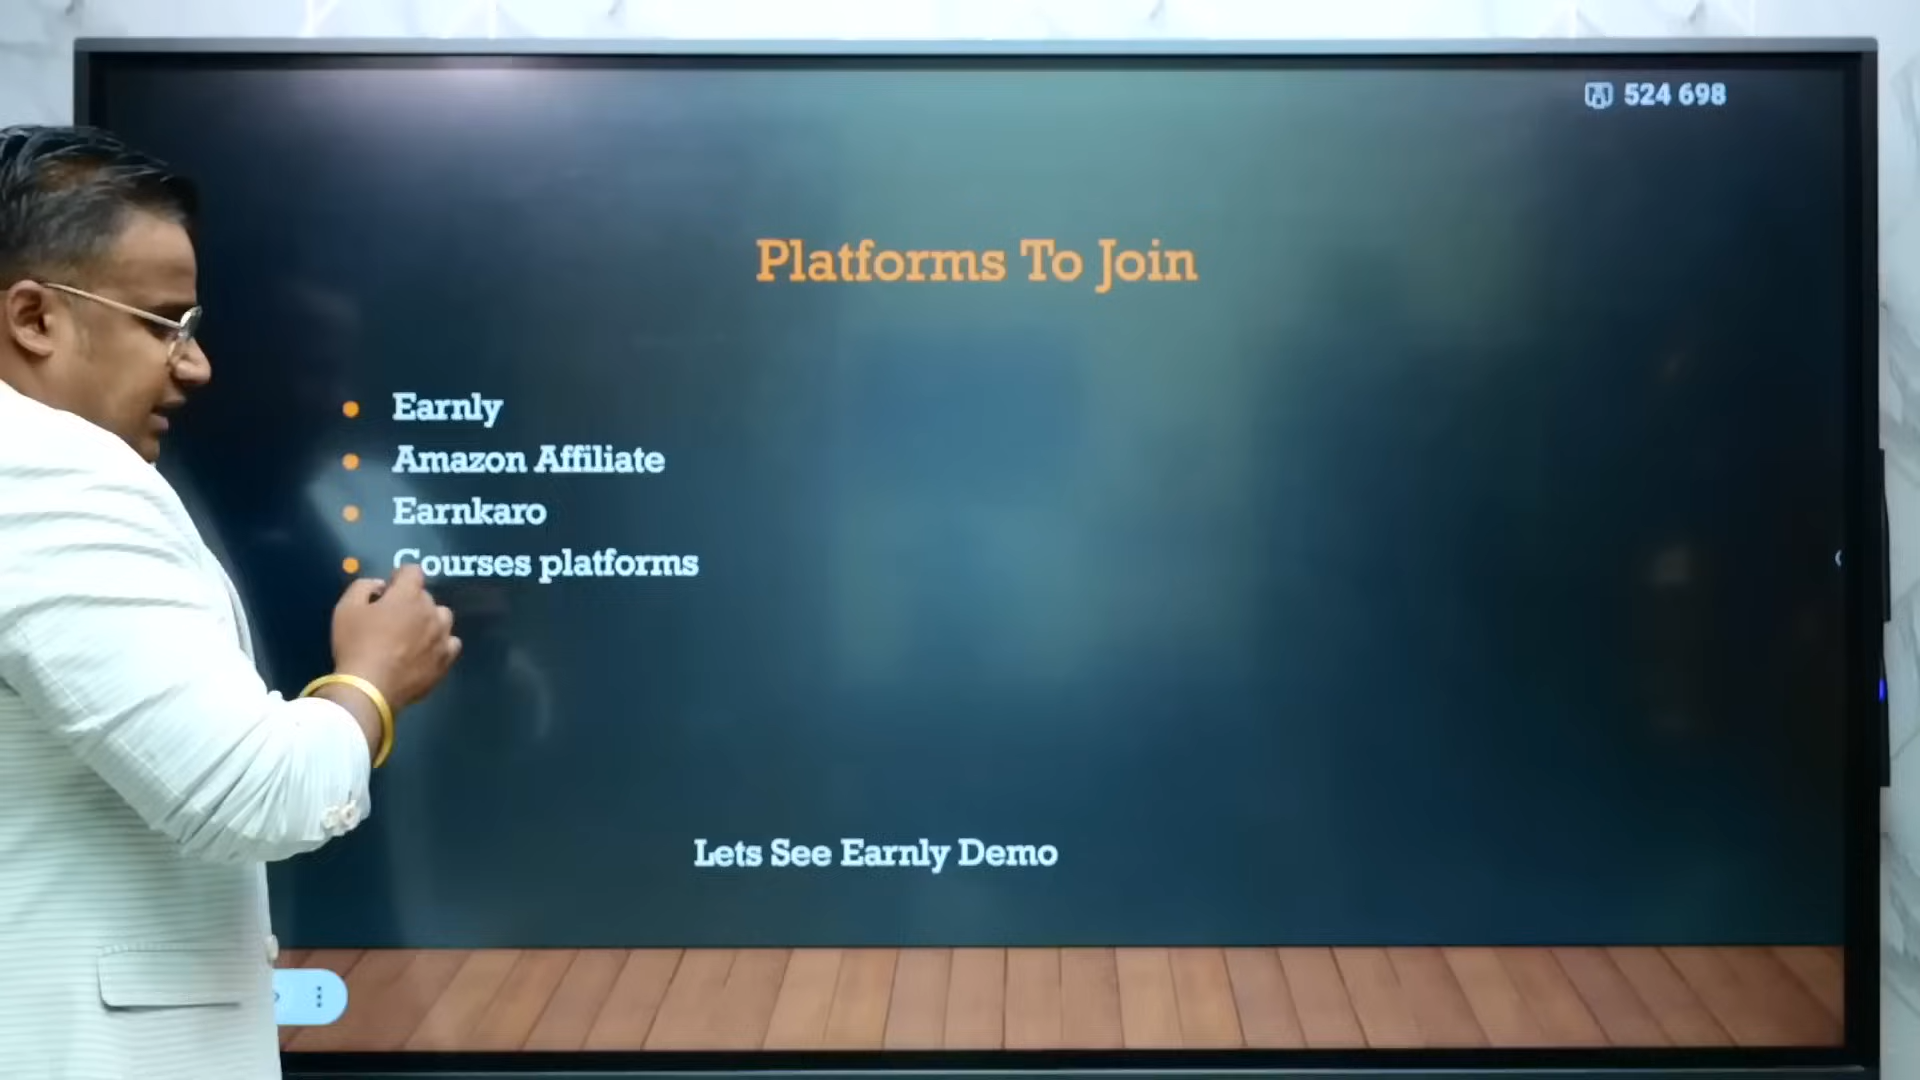 524 698
Platforms To Join
Earnly
Amazon Affiliate
Earnkaro
Courses platforms
Lets See Earnly Demo